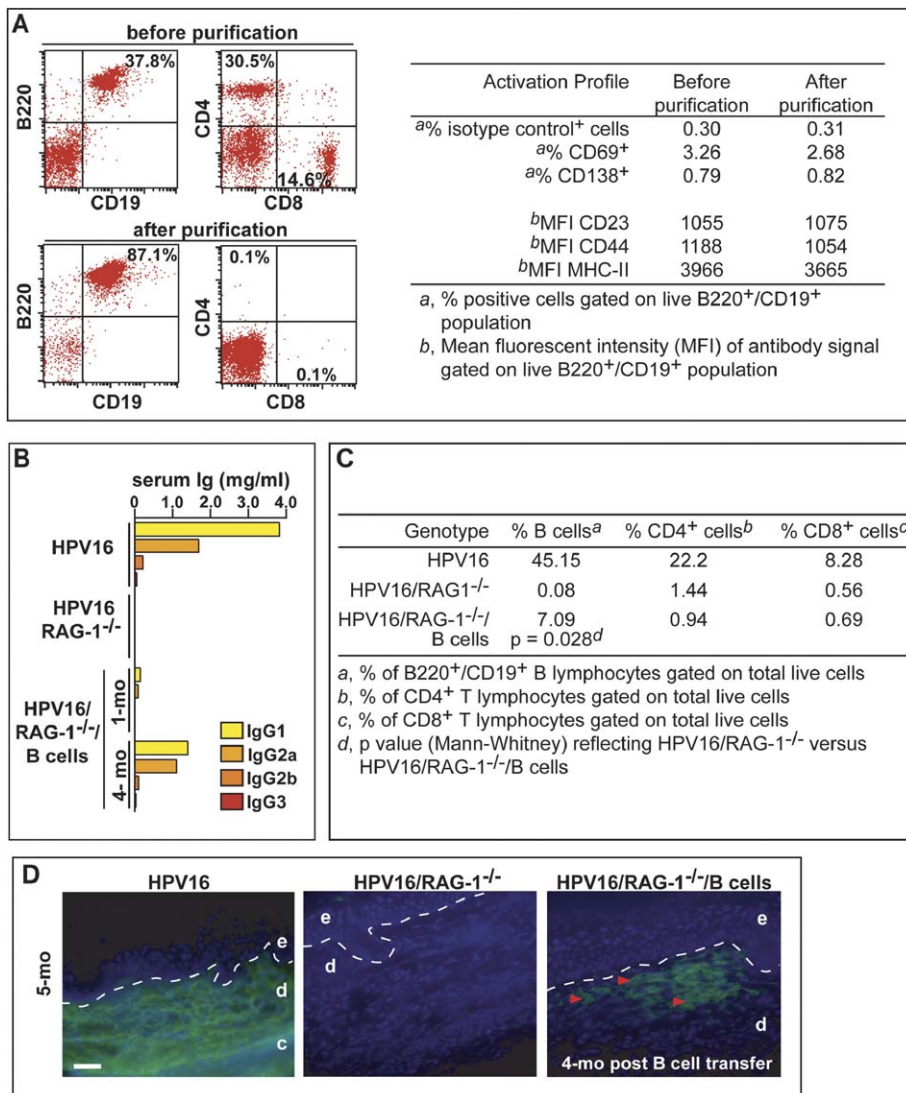 A
before purification
37.8%
B220
CD19
30.5%
14.6%
CD4
CD8
after purification
87.1%
B220
CD19
0.1%
0.1%
CD4
CD8
Activation Profile Before purification After purification
a% isotype control+ cells 0.30 0.31
a% CD69+ 3.26 2.68
a% CD138+ 0.79 0.82
bMFI CD23 1055 1075
bMFI CD44 1188 1054
bMFI MHC-II 3966 3665
a, % positive cells gated on live B220+/CD19+
population
b, Mean fluorescent intensity (MFI) of antibody signal
gated on live B220+/CD19+ population
B
serum Ig (mg/ml)
0.0 1.0 2.0 3.0 4.0
HPV16
HPV16
RAG-1-/-
HPV16/
RAG-1-/-/
B cells
1-mo
4- mo
IgG1
IgG2a
IgG2b
IgG3
C
Genotype % B cellsa % CD4+ cellsb % CD8+ cellsc
HPV16 45.15 22.2 8.28
HPV16/RAG1-/- 0.08 1.44 0.56
HPV16/RAG-1-/-/ 7.09 0.94 0.69
B cells p = 0.028d
a, % of B220+/CD19+ B lymphocytes gated on total live cells
b, % of CD4+ T lymphocytes gated on total live cells
c, % of CD8+ T lymphocytes gated on total live cells
d, p value (Mann-Whitney) reflecting HPV16/RAG-1-/- versus
HPV16/RAG-1-/-/B cells
D
HPV16 HPV16/RAG-1-/- HPV16/RAG-1-/-/B cells
5-mo
e
d
c
e
d
e
d
4-mo post B cell transfer